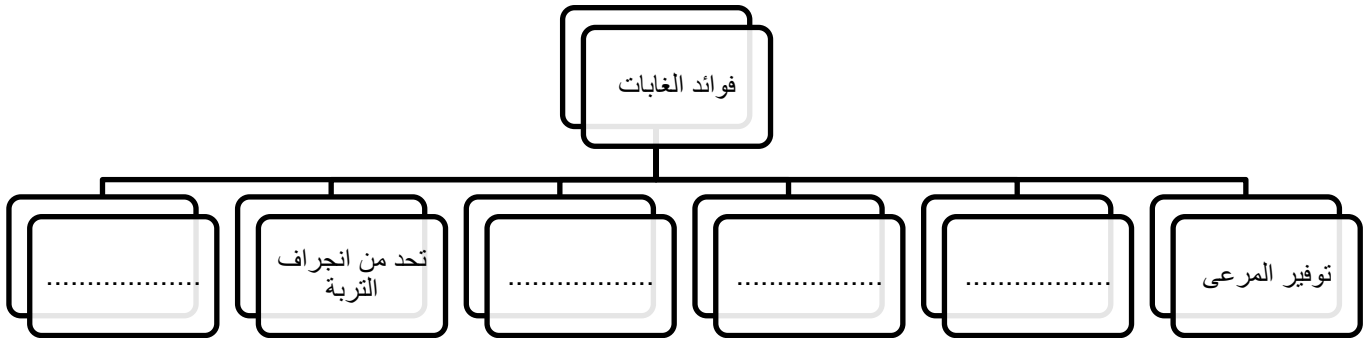 فوائد الغابات
توفير المرعى
..................
..................
..................
تحد من انجراف
التربة
...................